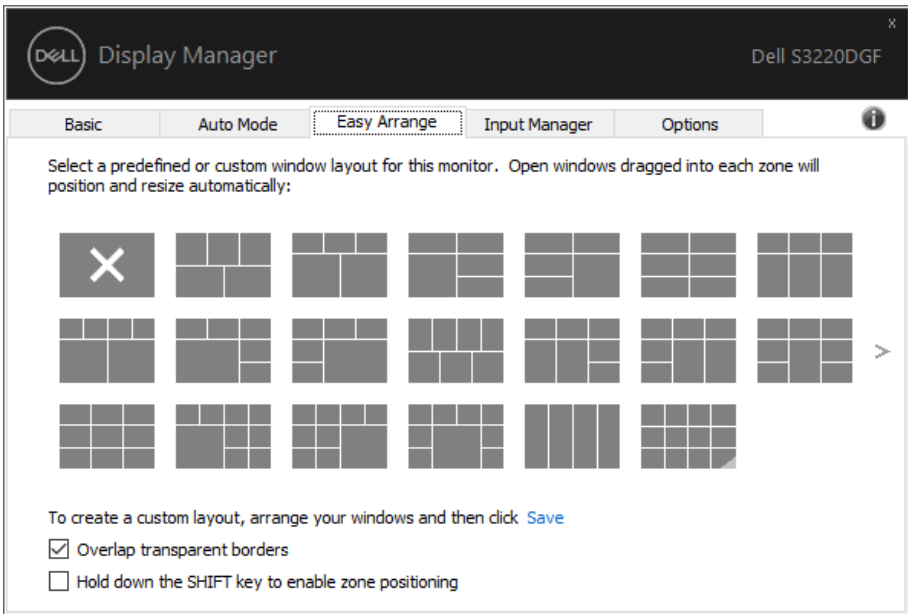 x
DELL Display Manager
Dell S3220DGF
Basic Auto Mode Easy Arrange Input Manager Options
Select a predefined or custom window layout for this monitor. Open windows dragged into each zone will
position and resize automatically:
>
To create a custom layout, arrange your windows and then click Save
Overlap transparent borders
Hold down the SHIFT key to enable zone positioning